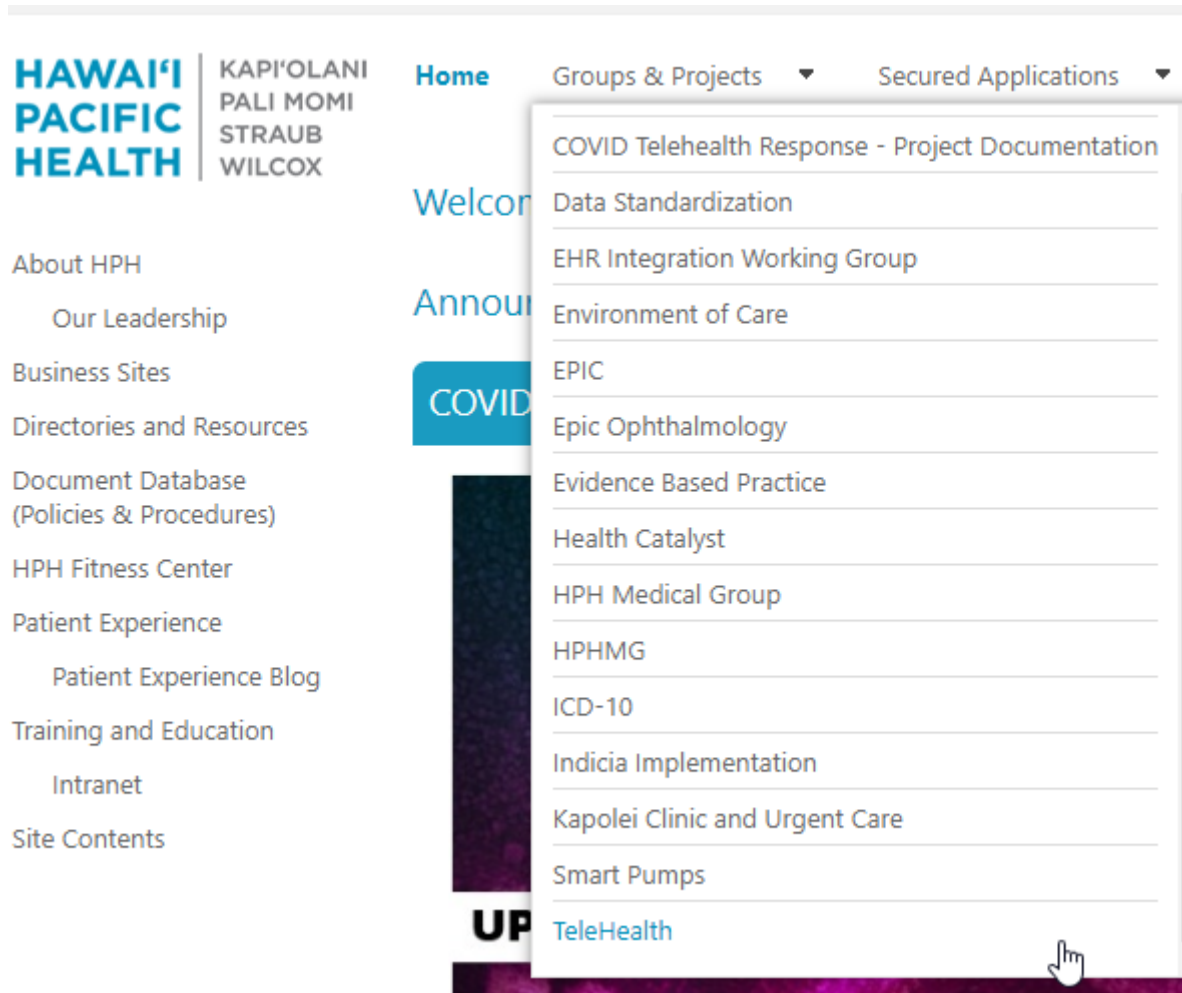 HAWAIʻI
PACIFIC
HEALTH
KAPIʻOLANI
PALI MOMI
STRAUB
WILCOX
Home
Groups & Projects
Secured Applications
About HPH
Our Leadership
Business Sites
Directories and Resources
Document Database
(Policies & Procedures)
HPH Fitness Center
Patient Experience
Patient Experience Blog
Training and Education
Intranet
Site Contents
COVID
UP
COVID Telehealth Response - Project Documentation
Data Standardization
EHR Integration Working Group
Environment of Care
EPIC
Epic Ophthalmology
Evidence Based Practice
Health Catalyst
HPH Medical Group
HPHMG
ICD-10
Indicia Implementation
Kapolei Clinic and Urgent Care
Smart Pumps
TeleHealth